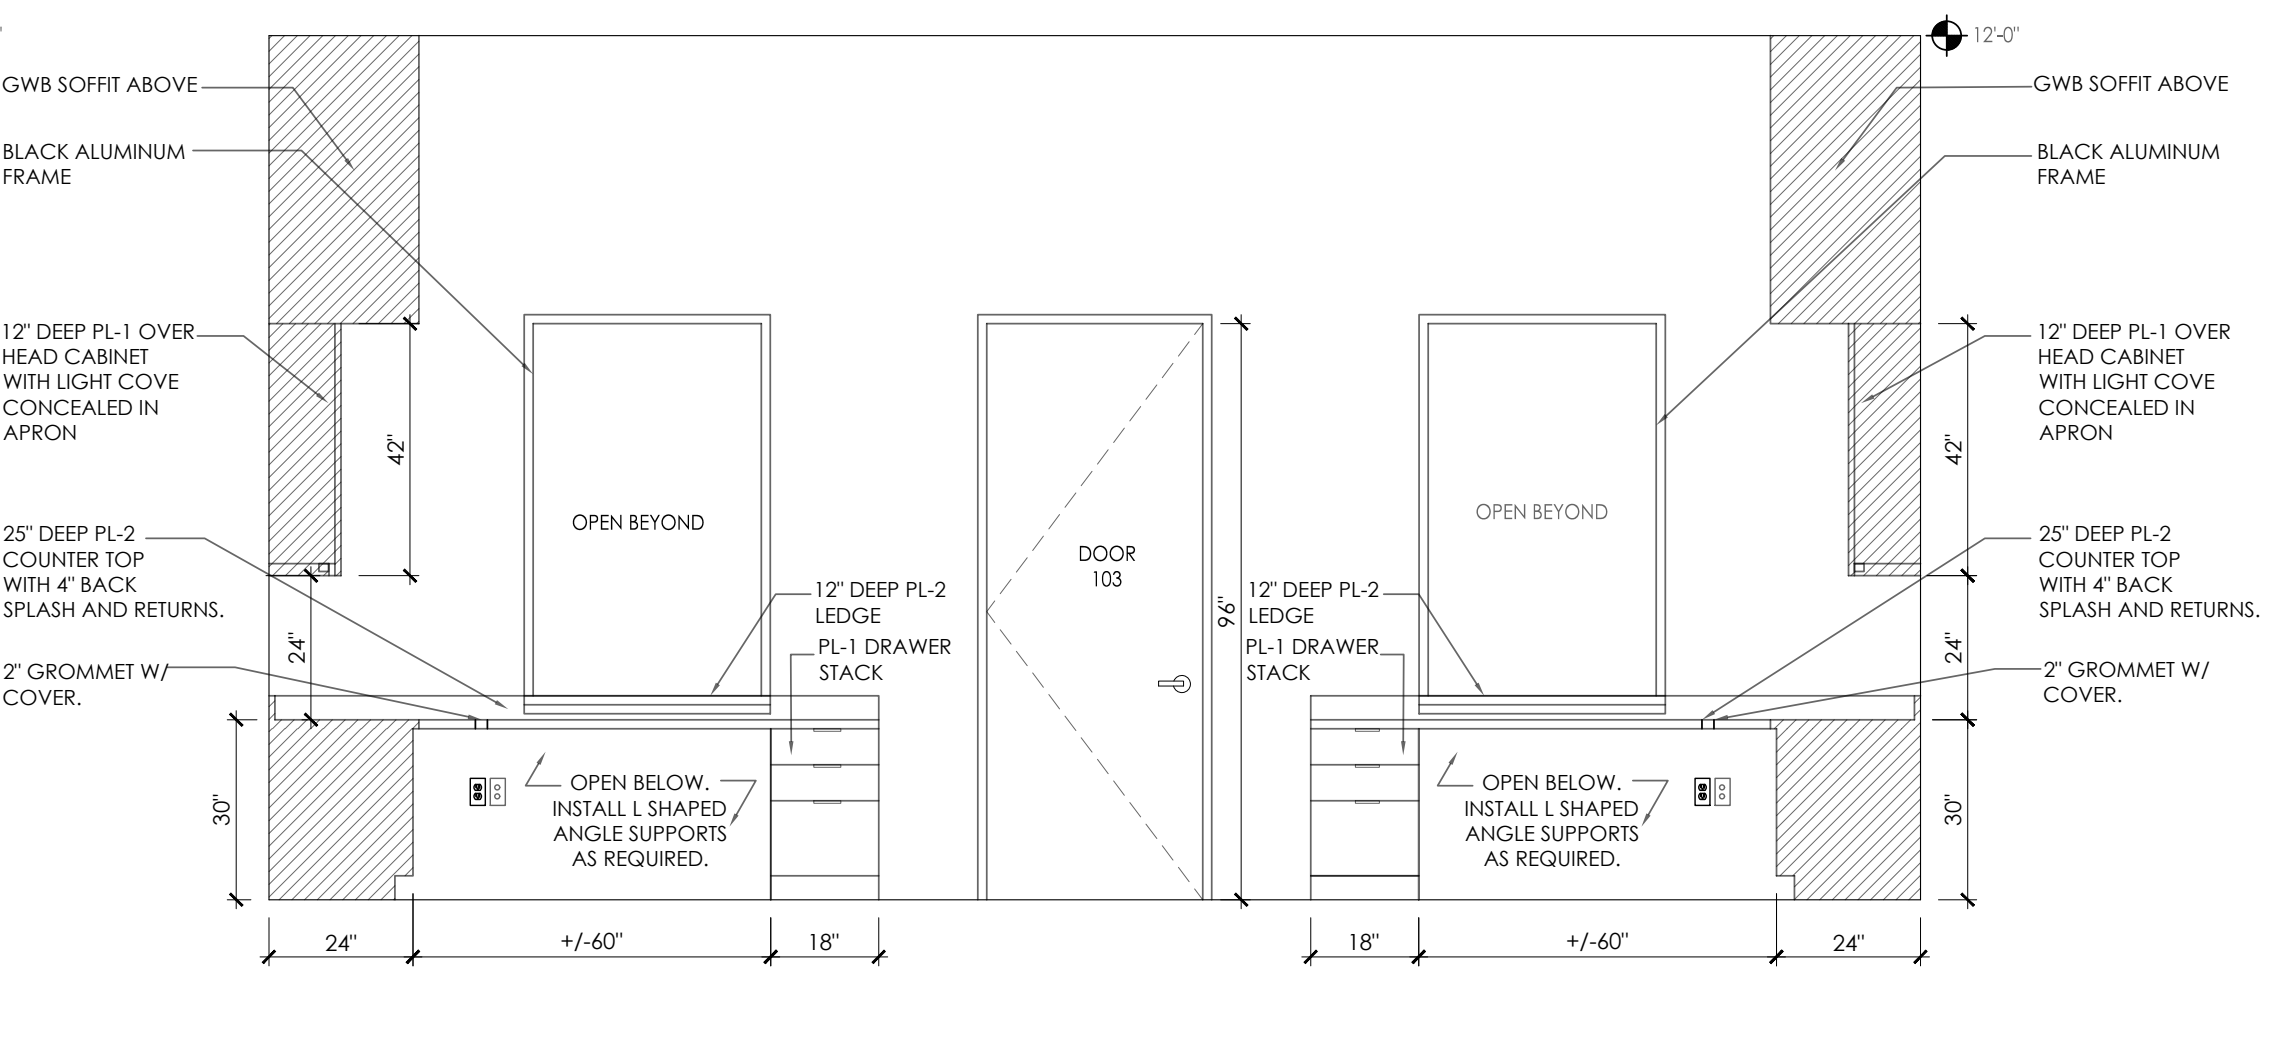 12'-0"
GWB SOFFIT ABOVE
BLACK ALUMINUM
FRAME
12" DEEP PL-1 OVER
HEAD CABINET
WITH LIGHT COVE
CONCEALED IN
APRON
25" DEEP PL-2
COUNTER TOP
WITH 4" BACK
SPLASH AND RETURNS.
2" GROMMET W/
COVER.
42"
24"
30"
OPEN BEYOND
12" DEEP PL-2
LEDGE
PL-1 DRAWER
STACK
OPEN BELOW.
INSTALL L SHAPED
ANGLE SUPPORTS
AS REQUIRED.
DOOR
103
96"
12" DEEP PL-2
LEDGE
PL-1 DRAWER
STACK
OPEN BEYOND
OPEN BELOW.
INSTALL L SHAPED
ANGLE SUPPORTS
AS REQUIRED.
42"
24"
30"
GWB SOFFIT ABOVE
BLACK ALUMINUM
FRAME
12" DEEP PL-1 OVER
HEAD CABINET
WITH LIGHT COVE
CONCEALED IN
APRON
25" DEEP PL-2
COUNTER TOP
WITH 4" BACK
SPLASH AND RETURNS.
2" GROMMET W/
COVER.
24"
+/-60"
18"
18"
+/-60"
24"